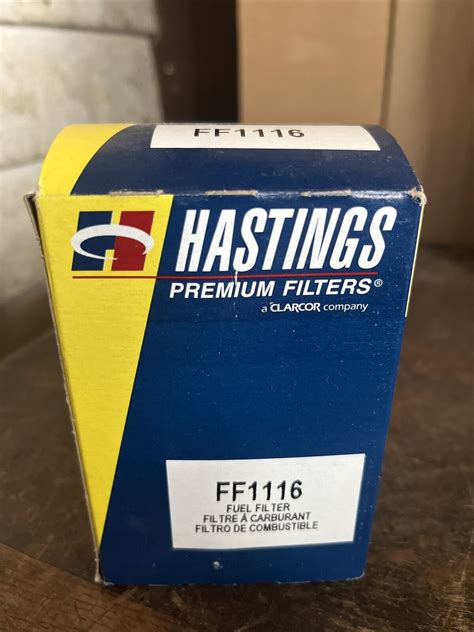 FF1116
HASTINGS
PREMIUM FILTERS®
a CLARCOR company
FF1116
FUEL FILTER
FILTRE À CARBURANT
FILTRO DE COMBUSTIBLE